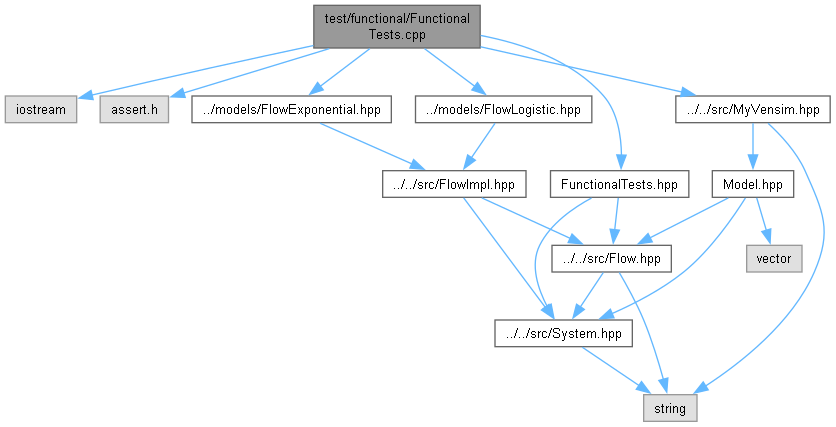 test/functional/Functional
Tests.cpp
iostream
assert.h
../models/FlowExponential.hpp
../models/FlowLogistic.hpp
../../src/MyVensim.hpp
../../src/FlowImpl.hpp
FunctionalTests.hpp
Model.hpp
../../src/Flow.hpp
vector
../../src/System.hpp
string